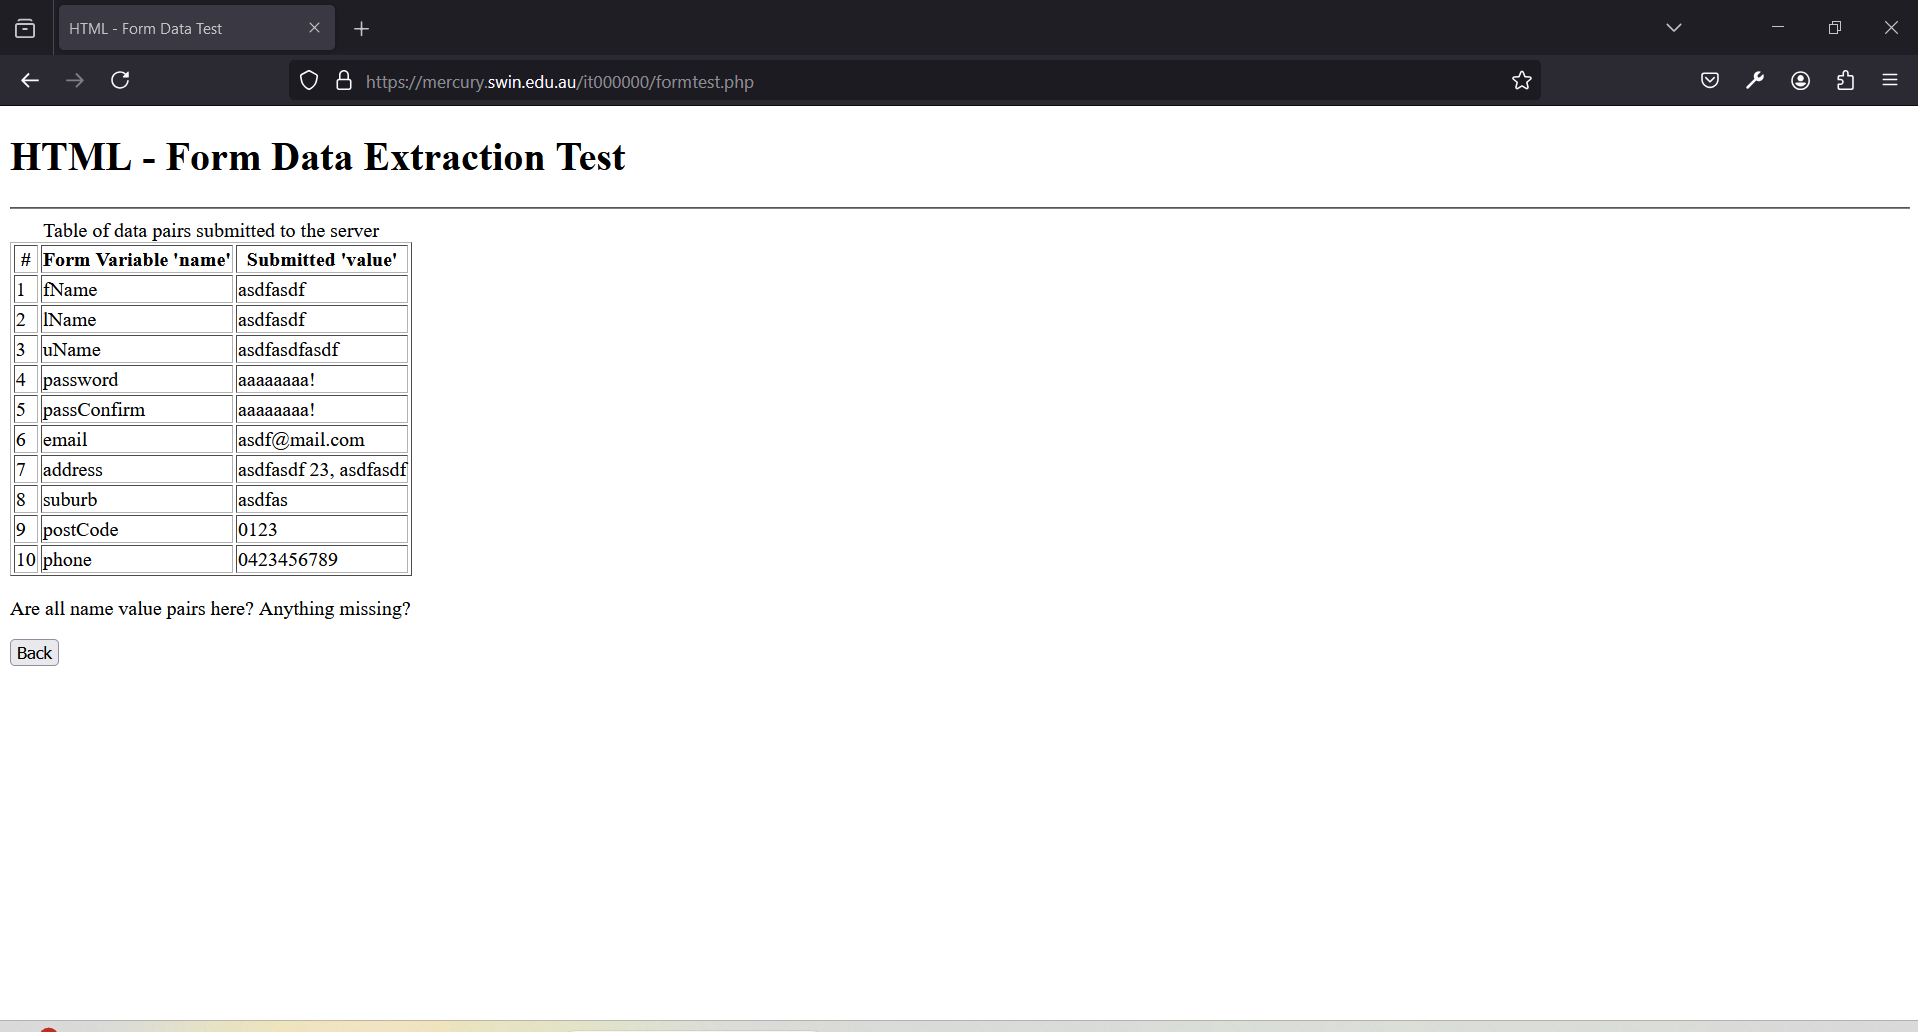 HTML - Form Data Test
https://mercury.swin.edu.au/it000000/formtest.php
HTML - Form Data Extraction Test
Table of data pairs submitted to the server
# Form Variable 'name' Submitted 'value'
1 fName asdfasdf
2 lName asdfasdf
3 uName asdfasdfasdf
4 password aaaaaaaa!
5 passConfirm aaaaaaaa!
6 email asdf@mail.com
7 address asdfasdf 23, asdfasdf
8 suburb asdfas
9 postCode 0123
10 phone 0423456789
Are all name value pairs here? Anything missing?
Back